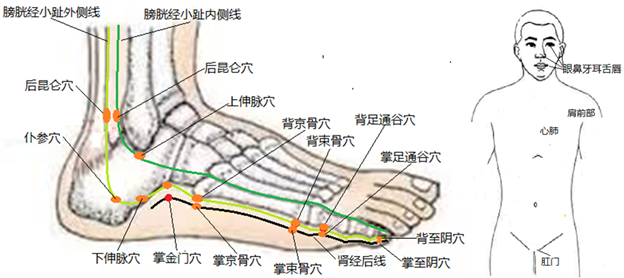 膀胱经小趾外侧线
膀胱经小趾内侧线
后昆仑穴
后昆仑穴
上伸脉穴
仆参穴
背京骨穴
背束骨穴
背足通谷穴
掌足通谷穴
下伸脉穴
掌金门穴
掌京骨穴
掌束骨穴
肾经后线
掌至阴穴
背至阴穴
眼鼻牙耳舌唇
肩前部
心肺
肛门